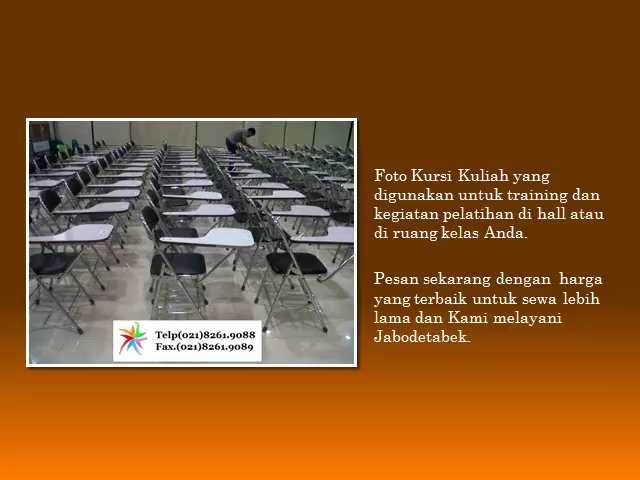 Foto Kursi Kuliah yang
digunakan untuk training dan
kegiatan pelatihan di hall atau
di ruang kelas Anda.
Pesan sekarang dengan  harga
yang terbaik untuk sewa lebih
lama dan Kami melayani
Jabodetabek.
Telp(021)8261.9088
Fax.(021)8261.9089